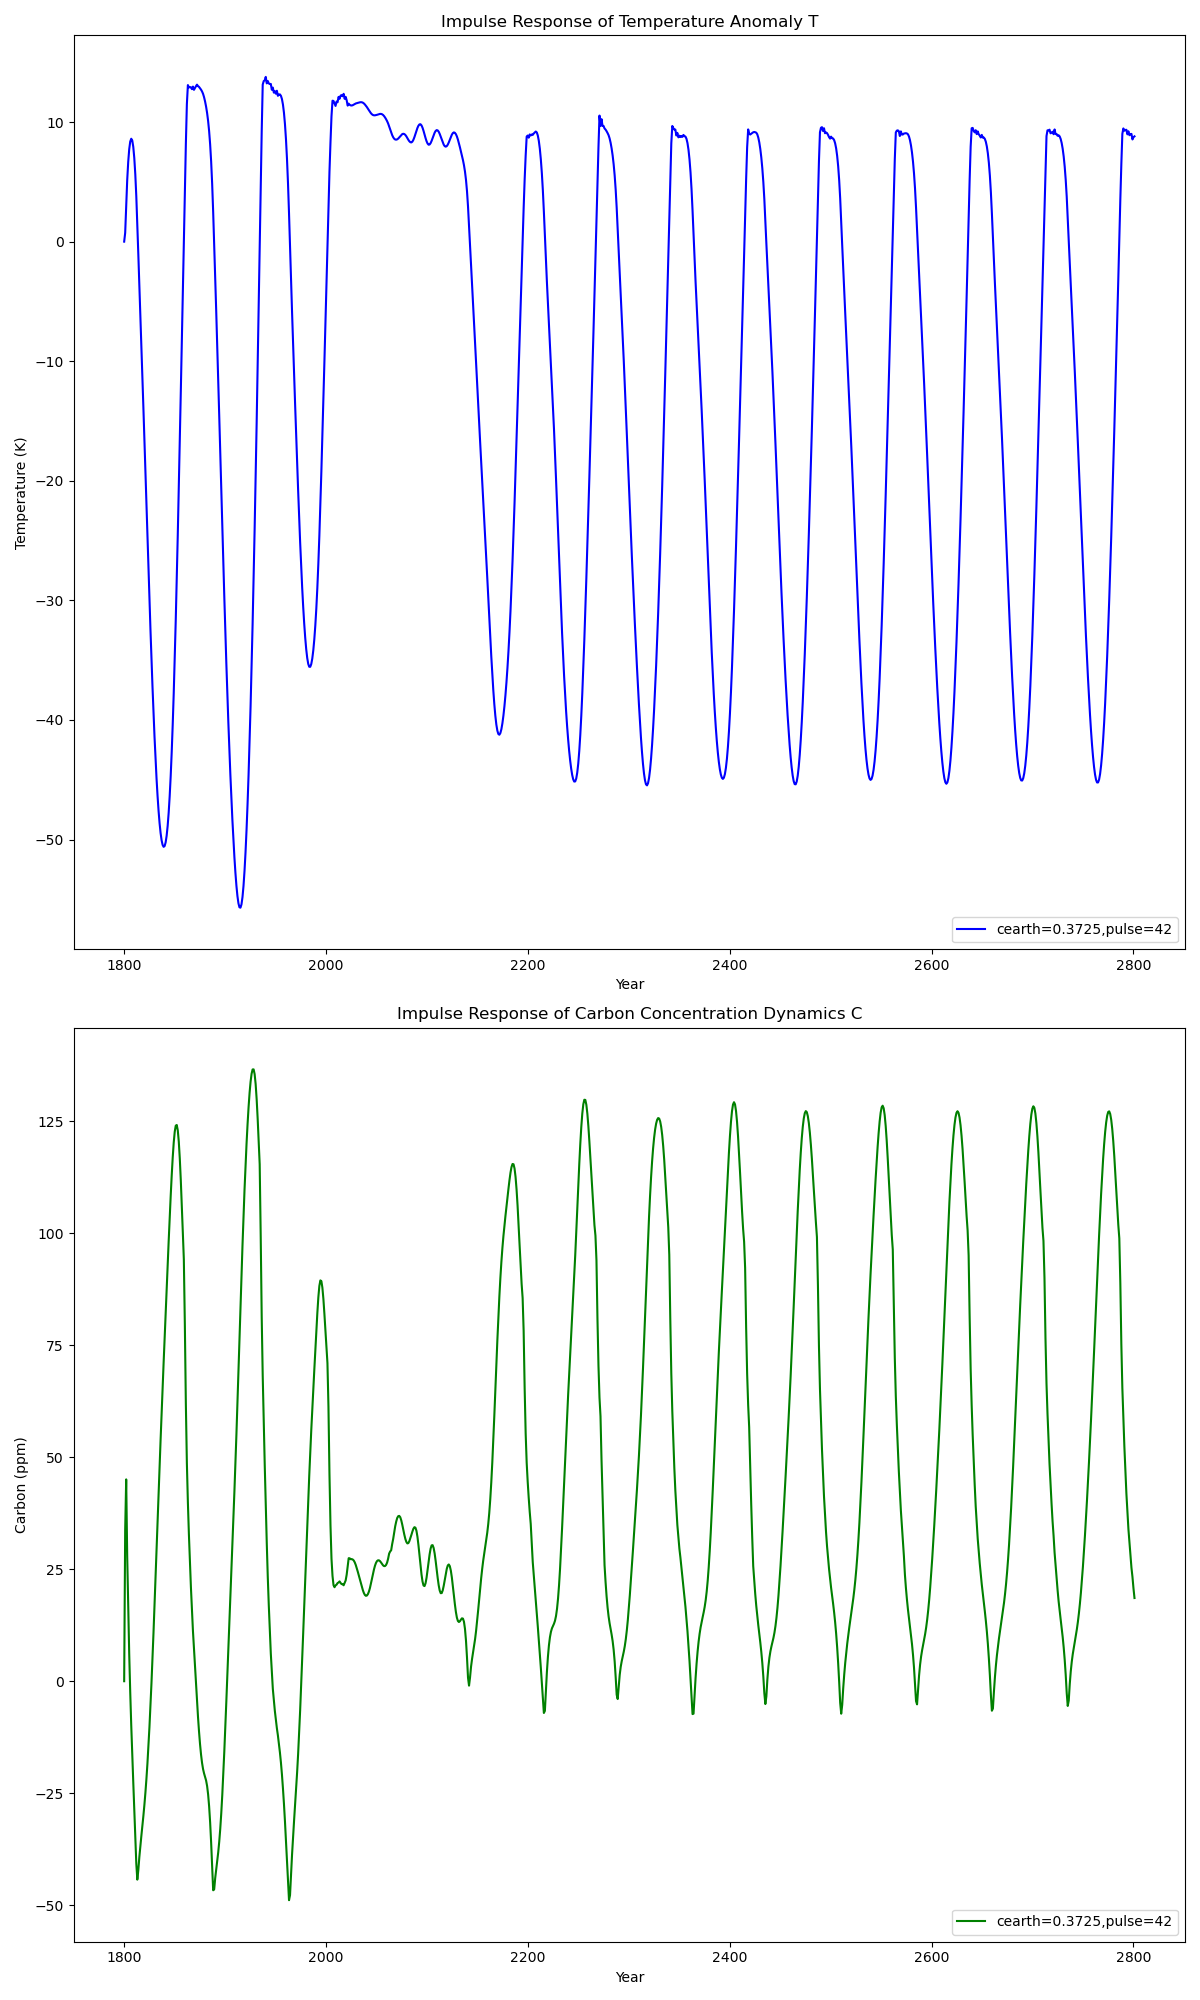 Impulse Response of Temperature Anomaly T
Temperature (K)
10
0
−10
−20
−30
−40
−50
cearth=0.3725,pulse=42
1800 2000 2200 2400 2600 2800
Year
Impulse Response of Carbon Concentration Dynamics C
Carbon (ppm)
125
100
75
50
25
0
−25
−50
cearth=0.3725,pulse=42
1800 2000 2200 2400 2600 2800
Year